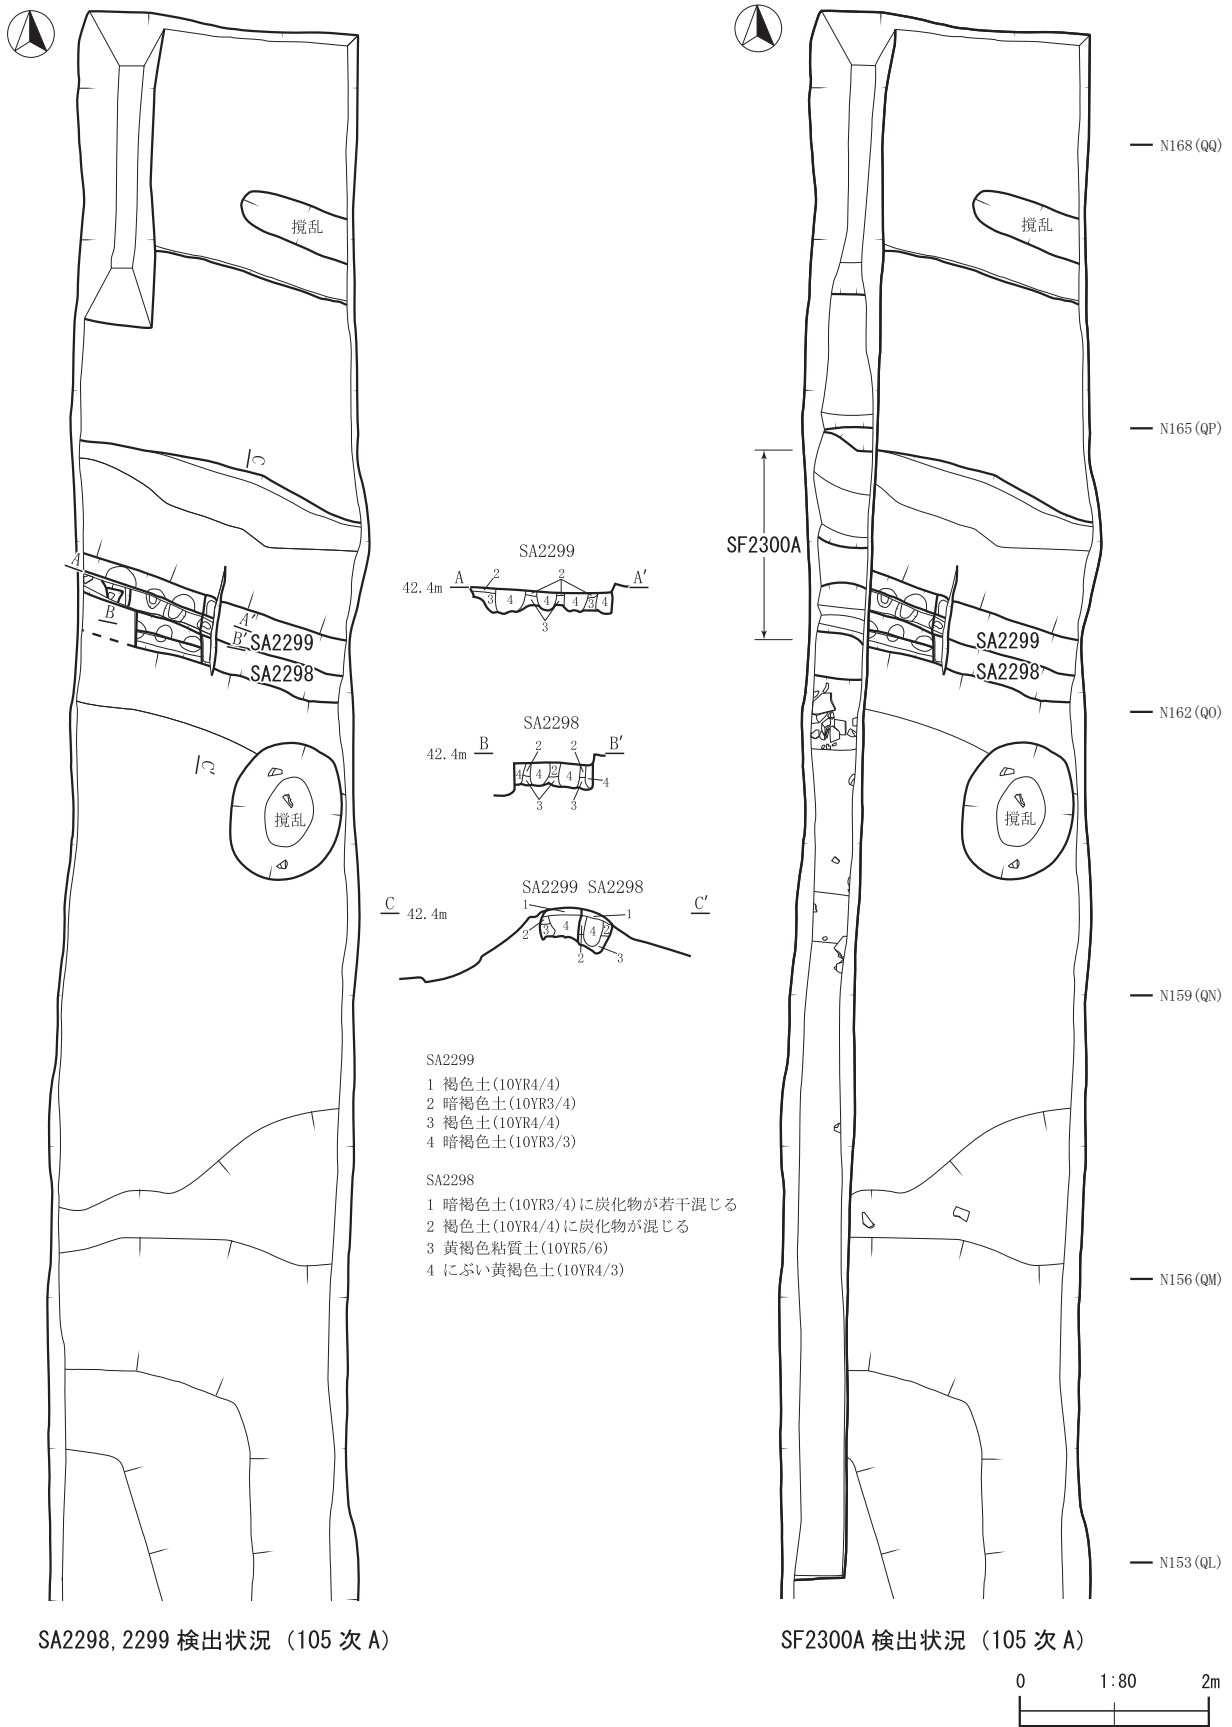 N168(QQ)
撹乱
撹乱
N165(QP)
C
SF2300A
A
SA2299
42.4m A A′
2 2
3 4 4 4 3 4
3
B
A′
B′ SA2299
SA2298
SA2299
SA2298
N162(QO)
SA2298
42.4m B B′
2 2
4 4 2 4 4
3 3
C′
撹乱
撹乱
SA2299 SA2298
C 42.4m C′
1 1
2 3 4 1 4 2
2 3
N159(QN)
SA2299
1 褐色土(10YR4/4)
2 暗褐色土(10YR3/4)
3 褐色土(10YR4/4)
4 暗褐色土(10YR3/3)
SA2298
1 暗褐色土(10YR3/4)に炭化物が若干混じる
2 褐色土(10YR4/4)に炭化物が混じる
3 黄褐色粘質土(10YR5/6)
4 にぶい黄褐色土(10YR4/3)
N156(QM)
N153(QL)
SA2298, 2299 検出状況（105 次 A）
SF2300A 検出状況（105 次 A）
0 1:80 2m